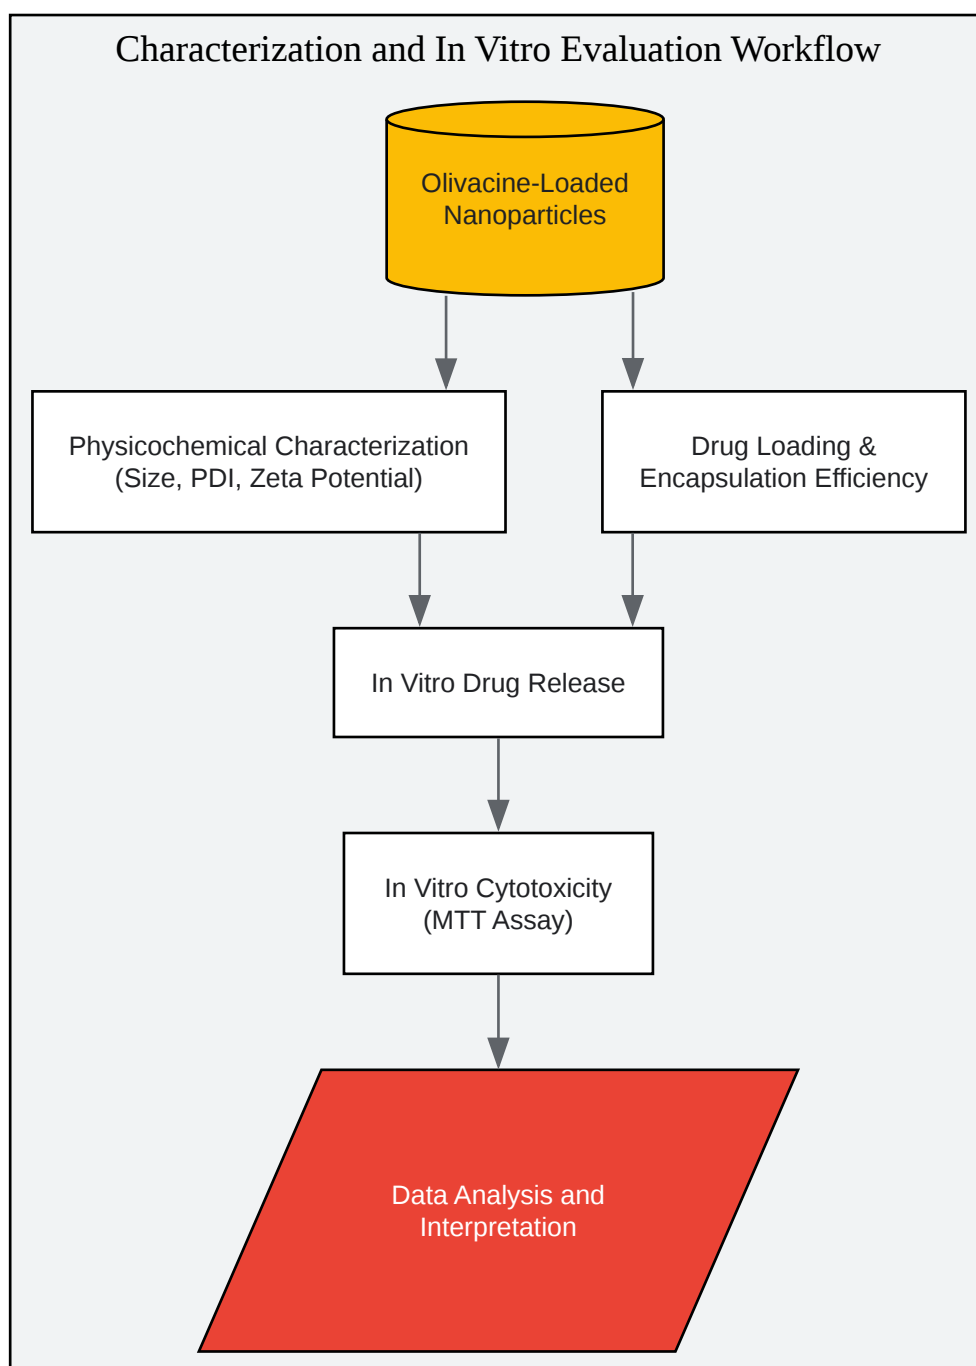 Characterization and In Vitro Evaluation Workflow
Olivacine-Loaded
Nanoparticles
Physicochemical Characterization
(Size, PDI, Zeta Potential)
Drug Loading &
Encapsulation Efficiency
In Vitro Drug Release
In Vitro Cytotoxicity
(MTT Assay)
Data Analysis and
Interpretation